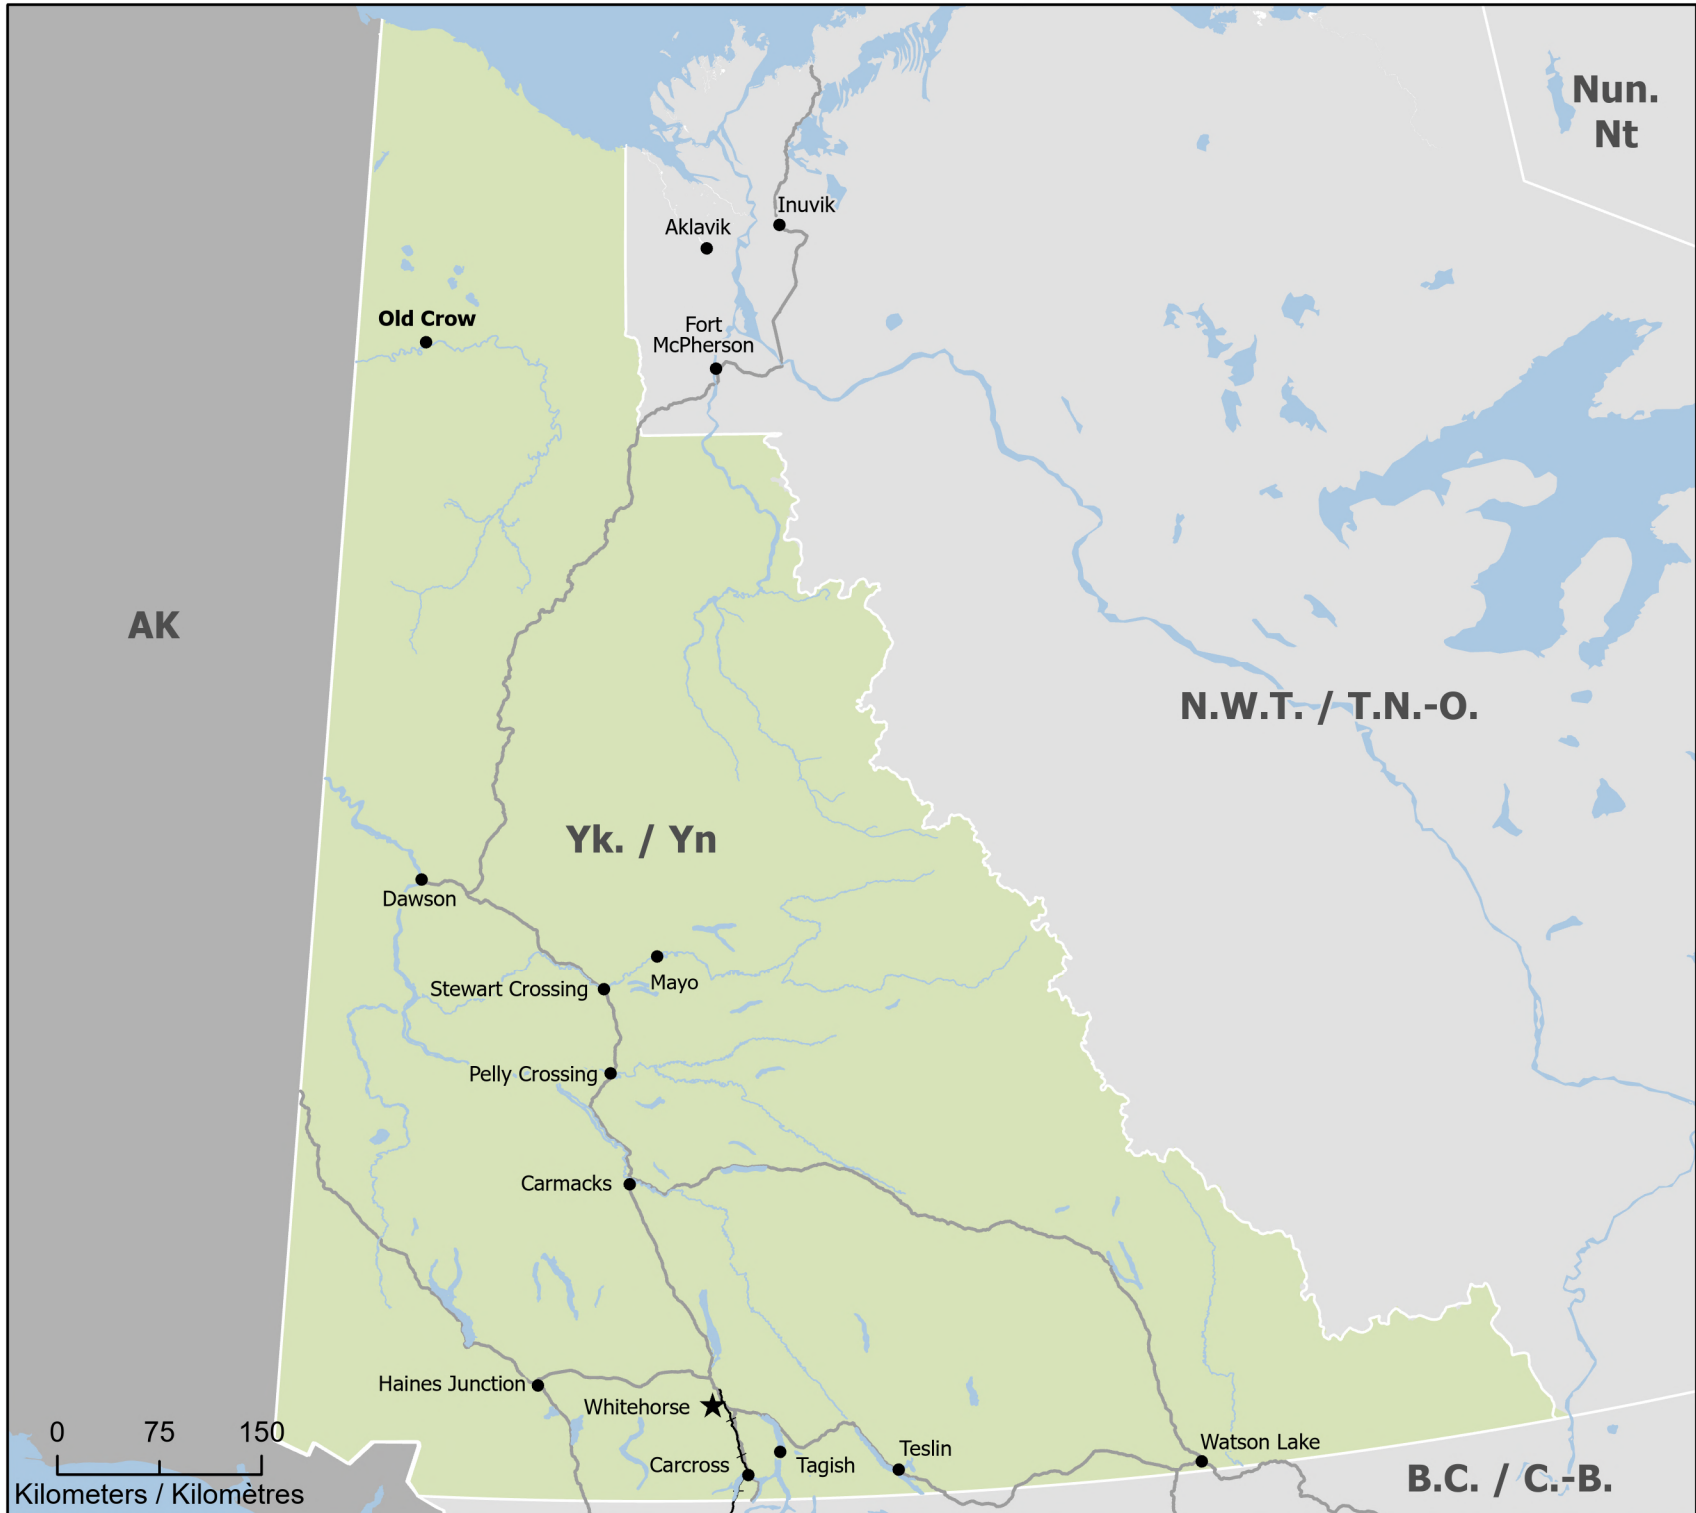 Nun.
Nt
Inuvik
Aklavik
Old Crow
Fort
McPherson
AK
N.W.T. / T.N.-O.
Yk. / Yn
Dawson
Mayo
Stewart Crossing
Pelly Crossing
Carmacks
Haines Junction
Whitehorse
0 75 150
Kilometers / Kilomètres
Carcross
Tagish
Teslin
Watson Lake
B.C. / C.-B.